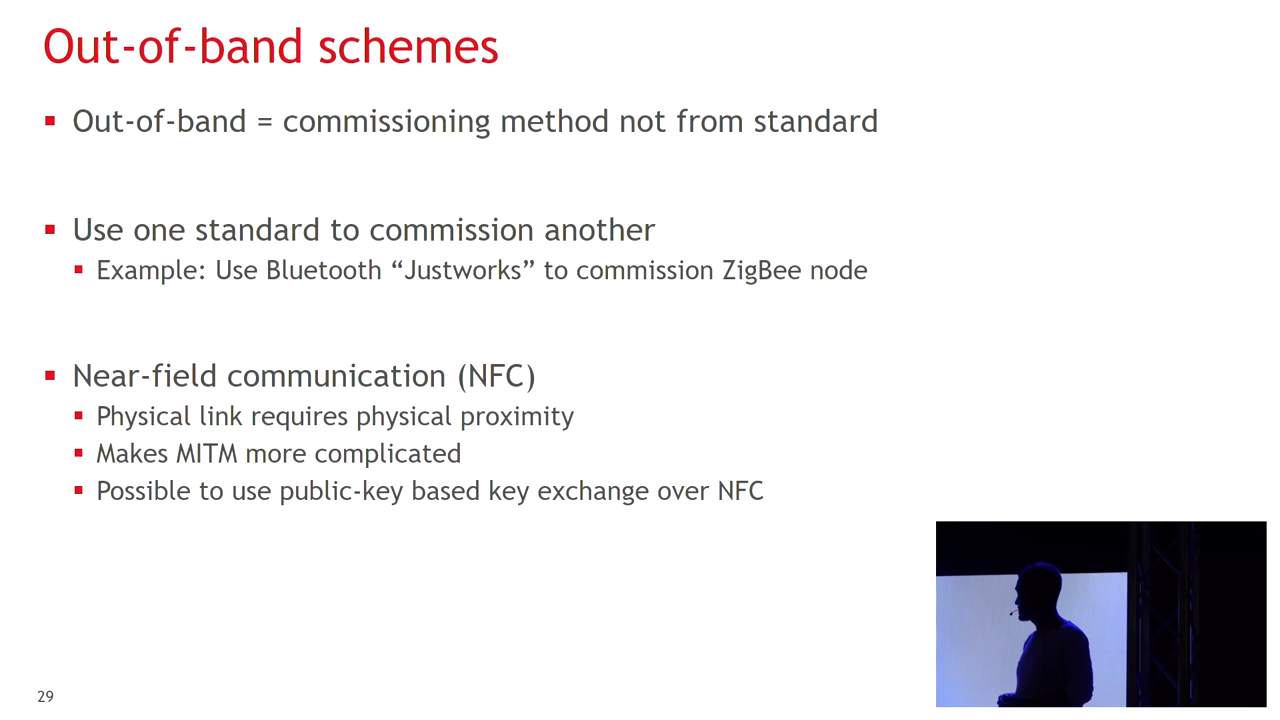 Out-of-band schemes
Out-of-band = commissioning method not from standard
Use one standard to commission another
Example: Use Bluetooth “Justworks” to commission ZigBee node
Near-field communication (NFC)
Physical link requires physical proximity
Makes MITM more complicated
Possible to use public-key based key exchange over NFC
29